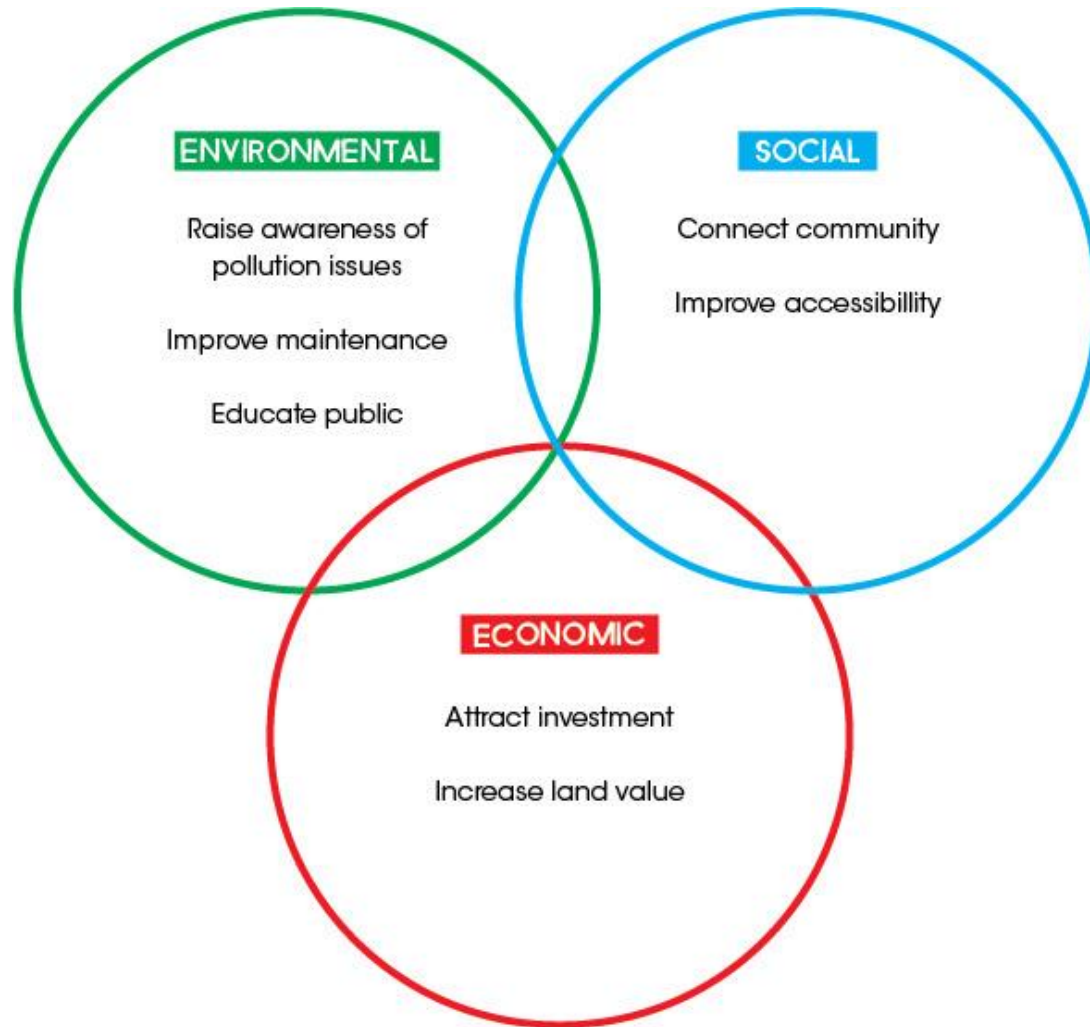 ENVIRONMENTAL
Raise awareness of
pollution issues
Improve maintenance
Educate public
SOCIAL
Connect community
Improve accessibillity
ECONOMIC
Attract investment
Increase land value